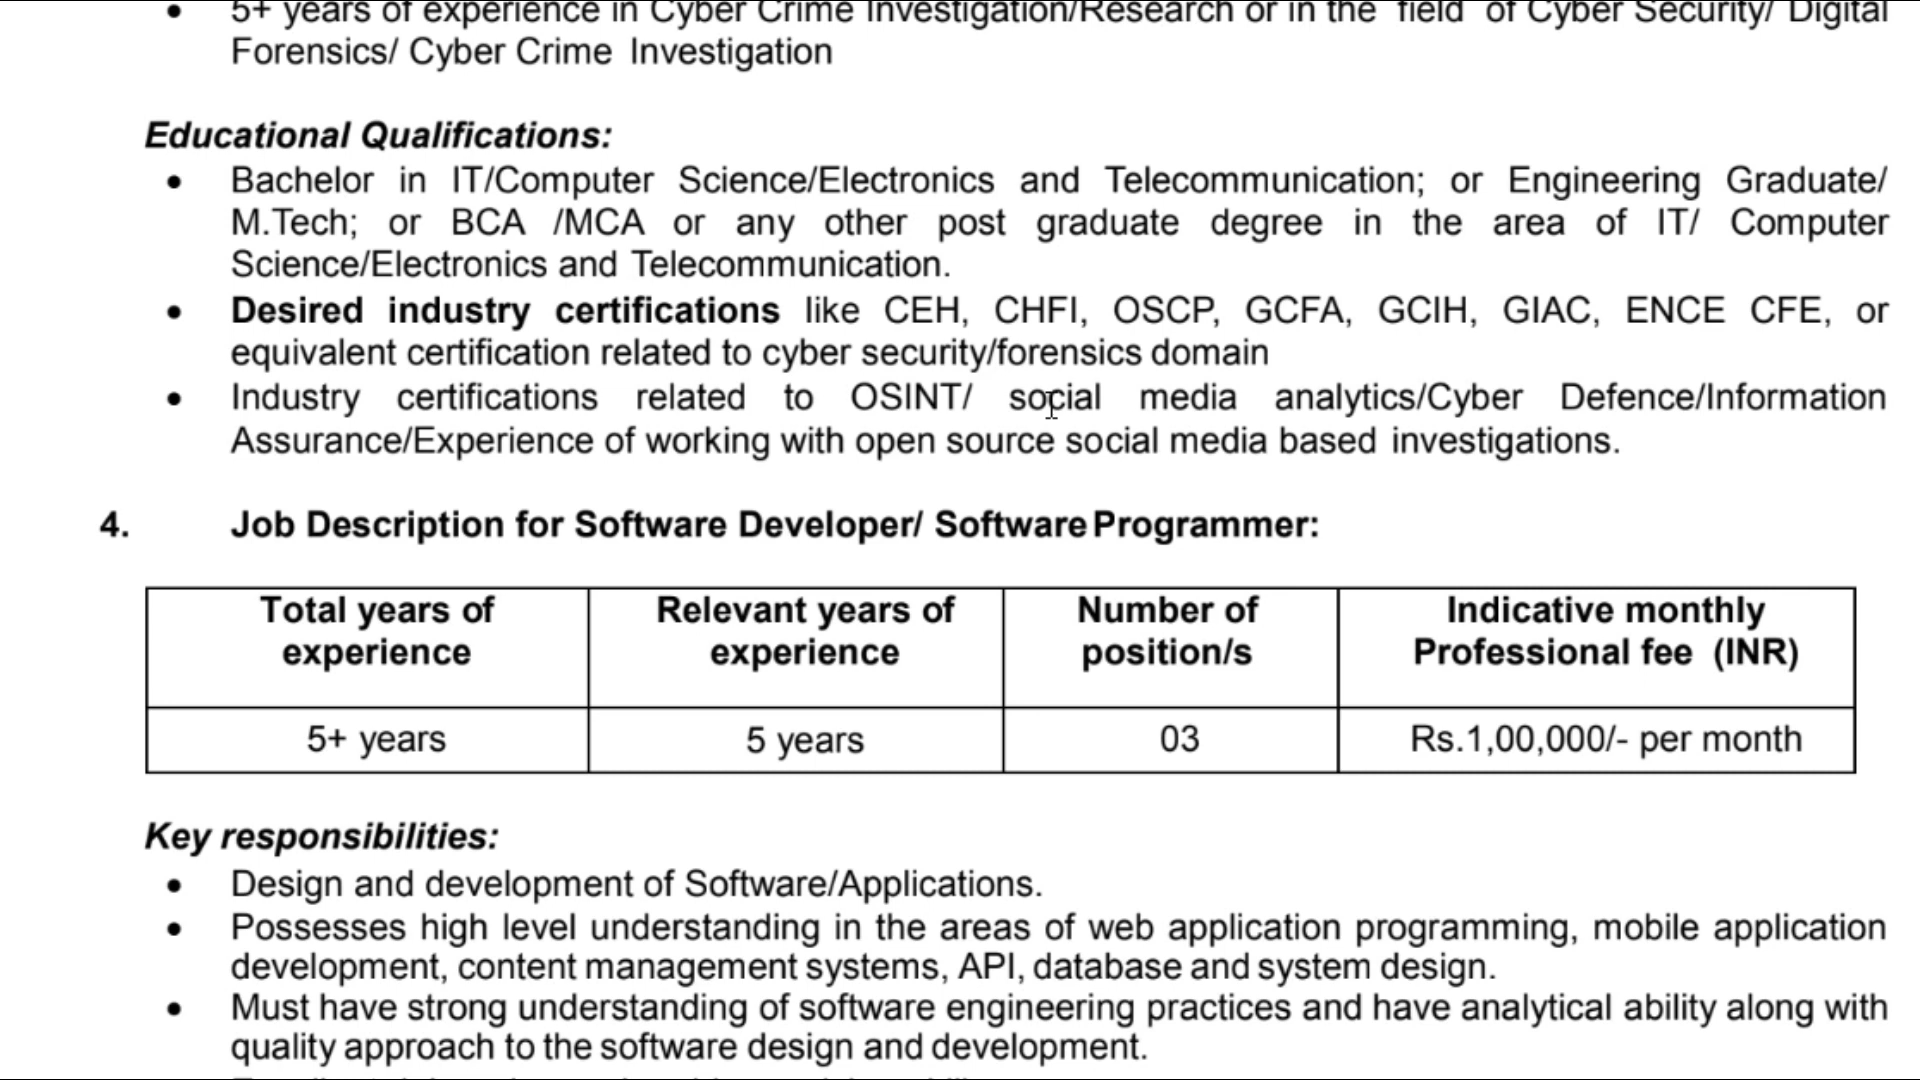 • 5+ years of experience in Cyber Crime Investigation/Research or in the field of Cyber Security/ Digital
Forensics/ Cyber Crime Investigation
Educational Qualifications:
• Bachelor in IT/Computer Science/Electronics and Telecommunication; or Engineering Graduate/
M.Tech; or BCA /MCA or any other post graduate degree in the area of IT/ Computer
Science/Electronics and Telecommunication.
• Desired industry certifications like CEH, CHFI, OSCP, GCFA, GCIH, GIAC, ENCE CFE, or
equivalent certification related to cyber security/forensics domain
• Industry certifications related to OSINT/ social media analytics/Cyber Defence/Information
Assurance/Experience of working with open source social media based investigations.
4. Job Description for Software Developer/ Software Programmer:
Total years of
experience
Relevant years of
experience
Number of
position/s
Indicative monthly
Professional fee (INR)
5+ years
5 years
03
Rs.1,00,000/- per month
Key responsibilities:
• Design and development of Software/Applications.
• Possesses high level understanding in the areas of web application programming, mobile application
development, content management systems, API, database and system design.
• Must have strong understanding of software engineering practices and have analytical ability along with
quality approach to the software design and development.